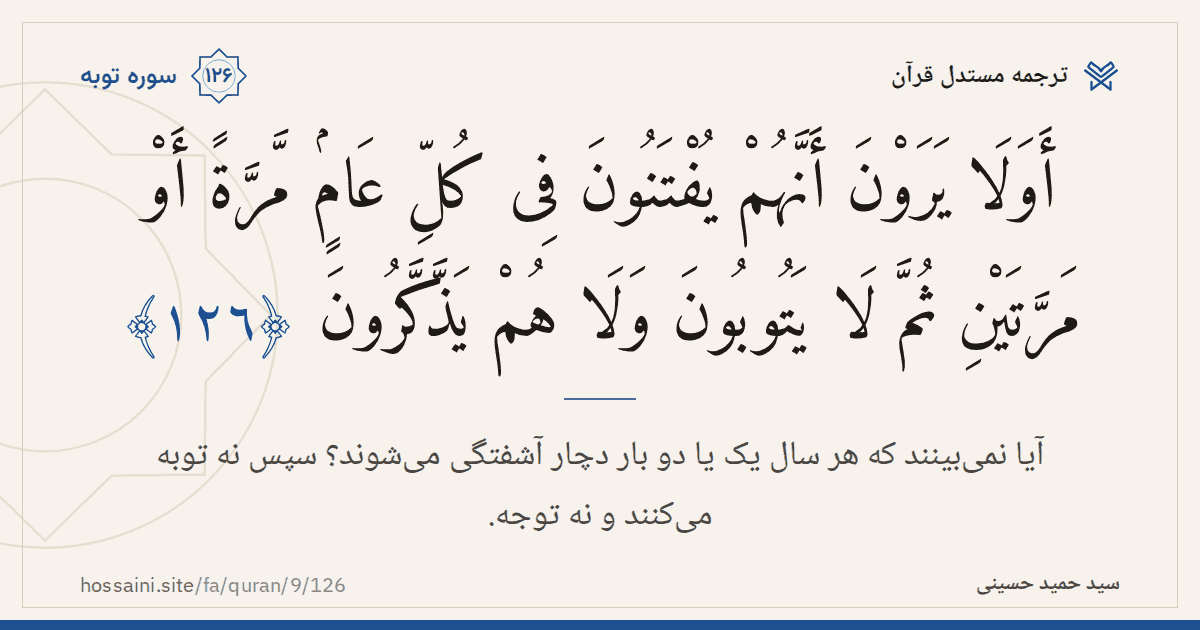 ترجمه مستدل قرآن
۱۲۶ سوره توبه
أَوَلَا يَرَوْنَ أَنَّهُمْ يُفْتَنُونَ فِى كُلِّ عَامٍۢ مَّرَّةً أَوْ
مَرَّتَيْنِ ثُمَّ لَا يَتُوبُونَ وَلَا هُمْ يَذَّكَّرُونَ ﴿١٢٦﴾
آیا نمی‌بینند که هر سال یک یا دو بار دچار آشفتگی می‌شوند؟ سپس نه توبه
می‌کنند و نه توجه.
سید حمید حسینی
hossaini.site/fa/quran/9/126